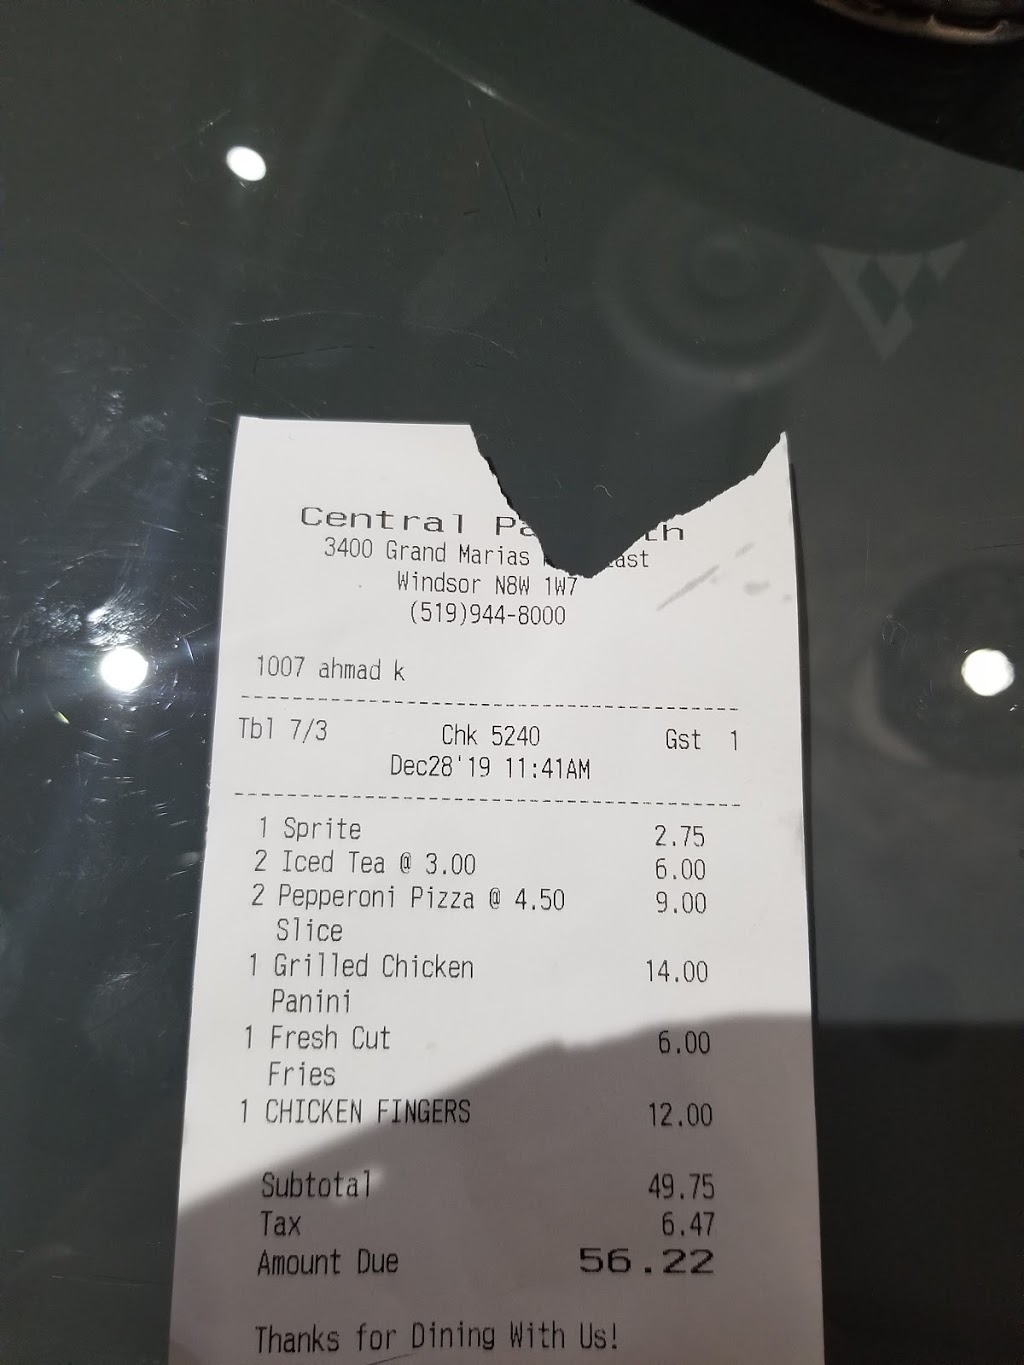 Central
3400 Grand Marias
Windsor N8W 1W7
(519)944-8000
1007 ahmad k
Tbl 7/3 Chk 5240 Gst 1
Dec28'19 11:41AM
1 Sprite 2.75
2 Iced Tea @ 3.00 6.00
2 Pepperoni Pizza @ 4.50 9.00
Slice
1 Grilled Chicken 14.00
Panini
1 Fresh Cut 6.00
Fries
1 CHICKEN FINGERS 12.00
Subtotal 49.75
Tax 6.47
Amount Due 56.22
Thanks for Dining With Us!